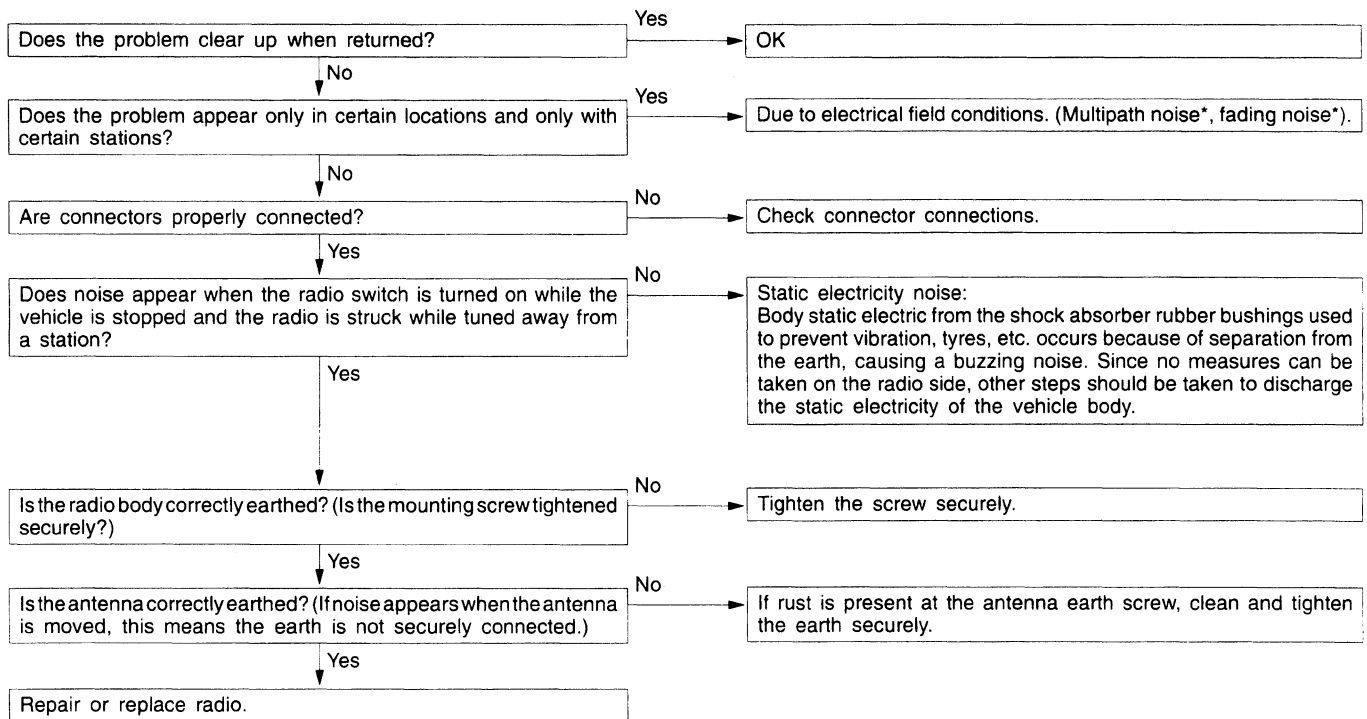 Yes
Does the problem clear up when returned?
OK
No
Yes
Does the problem appear only in certain locations and only with
certain stations?
Due to electrical field conditions. (Multipath noise*, fading noise*).
No
No
Are connectors properly connected?
Check connector connections.
Yes
No
Does noise appear when the radio switch is turned on while the
vehicle is stopped and the radio is struck while tuned away from
a station?
Static electricity noise:
Body static electric from the shock absorber rubber bushings used
to prevent vibration, tyres, etc. occurs because of separation from
the earth, causing a buzzing noise. Since no measures can be
taken on the radio side, other steps should be taken to discharge
the static electricity of the vehicle body.
Yes
No
Is the radio body correctly earthed? (Is the mounting screw tightened
securely?)
Tighten the screw securely.
Yes
No
Is the antenna correctly earthed? (If noise appears when the antenna
is moved, this means the earth is not securely connected.)
If rust is present at the antenna earth screw, clean and tighten
the earth securely.
Yes
Repair or replace radio.